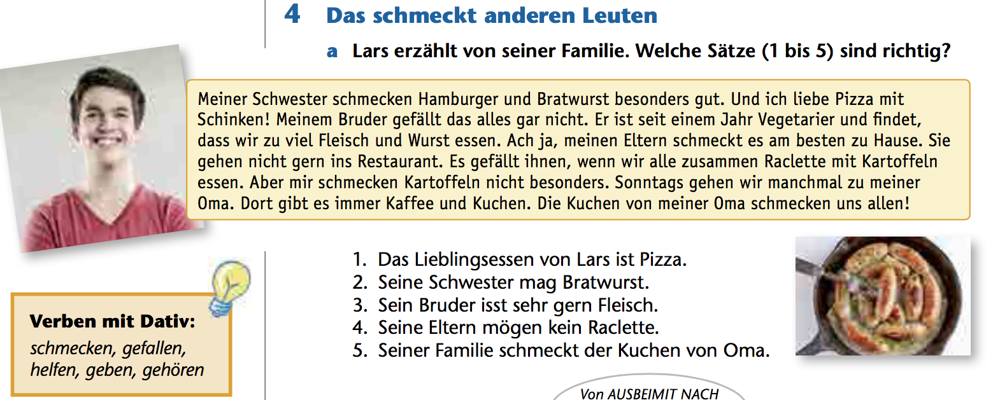 4 Das schmeckt anderen Leuten
a Lars erzählt von seiner Familie. Welche Sätze (1 bis 5) sind richtig?
Meiner Schwester schmecken Hamburger und Bratwurst besonders gut. Und ich liebe Pizza mit
Schinken! Meinem Bruder gefällt das alles gar nicht. Er ist seit einem Jahr Vegetarier und findet,
dass wir zu viel Fleisch und Wurst essen. Ach ja, meinen Eltern schmeckt es am besten zu Hause. Sie
gehen nicht gern ins Restaurant. Es gefällt ihnen, wenn wir alle zusammen Raclette mit Kartoffeln
essen. Aber mir schmecken Kartoffeln nicht besonders. Sonntags gehen wir manchmal zu meiner
Oma. Dort gibt es immer Kaffee und Kuchen. Die Kuchen von meiner Oma schmecken uns allen!
1. Das Lieblingsessen von Lars ist Pizza.
2. Seine Schwester mag Bratwurst.
3. Sein Bruder isst sehr gern Fleisch.
4. Seine Eltern mögen kein Raclette.
5. Seiner Familie schmeckt der Kuchen von Oma.
Verben mit Dativ:
schmecken, gefallen,
helfen, geben, gehören
Von AUSBEIMIT NACH